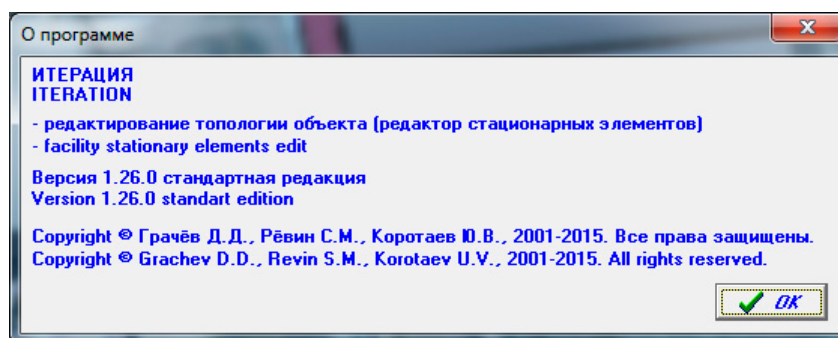 О программе
ИТЕРАЦИЯ
ITERATION
- редактирование топологии объекта (редактор стационарных элементов)
- facility stationary elements edit
Версия 1.26.0 стандартная редакция
Version 1.26.0 standart edition
Copyright © Грачёв Д.Д., Рёвин С.М., Коротаев Ю.В., 2001-2015. Все права защищены.
Copyright © Grachev D.D., Revin S.M., Korotaev U.V., 2001-2015. All rights reserved.
OK